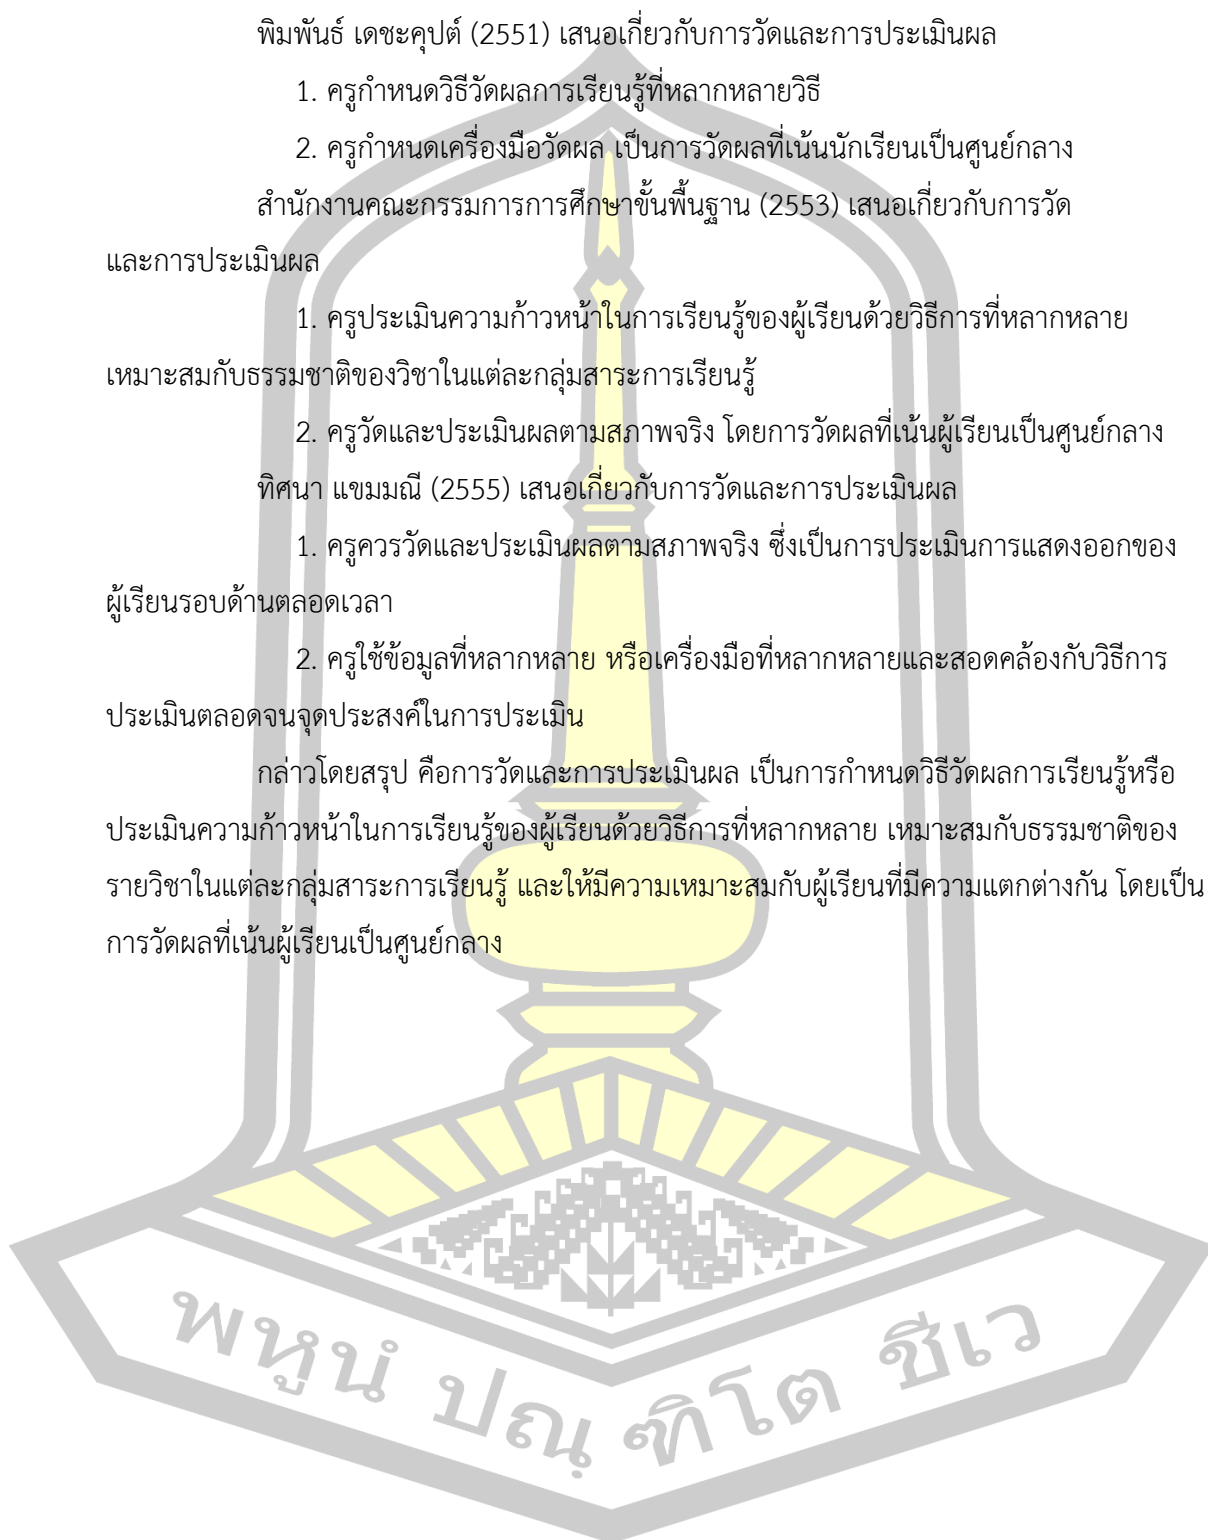 พิมพันธ์ เดชะคุปต์ (2551) เสนอเกี่ยวกับการวัดและการประเมินผล
1. ครูกำหนดวิธีวัดผลการเรียนรู้ที่หลากหลายวิธี
2. ครูกำหนดเครื่องมือวัดผล เป็นการวัดผลที่เน้นนักเรียนเป็นศูนย์กลาง
สำนักงานคณะกรรมการการศึกษาขั้นพื้นฐาน (2553) เสนอเกี่ยวกับการวัด
และการประเมินผล
1. ครูประเมินความก้าวหน้าในการเรียนรู้ของผู้เรียนด้วยวิธีการที่หลากหลาย
เหมาะสมกับธรรมชาติของวิชาในแต่ละกลุ่มสาระการเรียนรู้
2. ครูวัดและประเมินผลตามสภาพจริง โดยการวัดผลที่เน้นผู้เรียนเป็นศูนย์กลาง
ทิศนา แขมมณี (2555) เสนอเกี่ยวกับการวัดและการประเมินผล
1. ครูควรวัดและประเมินผลตามสภาพจริง ซึ่งเป็นการประเมินการแสดงออกของ
ผู้เรียนรอบด้านตลอดเวลา
2. ครูใช้ข้อมูลที่หลากหลาย หรือเครื่องมือที่หลากหลายและสอดคล้องกับวิธีการ
ประเมินตลอดจนจุดประสงค์ในการประเมิน
กล่าวโดยสรุป คือการวัดและการประเมินผล เป็นการกำหนดวิธีวัดผลการเรียนรู้หรือ
ประเมินความก้าวหน้าในการเรียนรู้ของผู้เรียนด้วยวิธีการที่หลากหลาย เหมาะสมกับธรรมชาติของ
รายวิชาในแต่ละกลุ่มสาระการเรียนรู้ และให้มีความเหมาะสมกับผู้เรียนที่มีความแตกต่างกัน โดยเป็น
การวัดผลที่เน้นผู้เรียนเป็นศูนย์กลาง
พหูนํ ปณฺฑิโต ชีเว